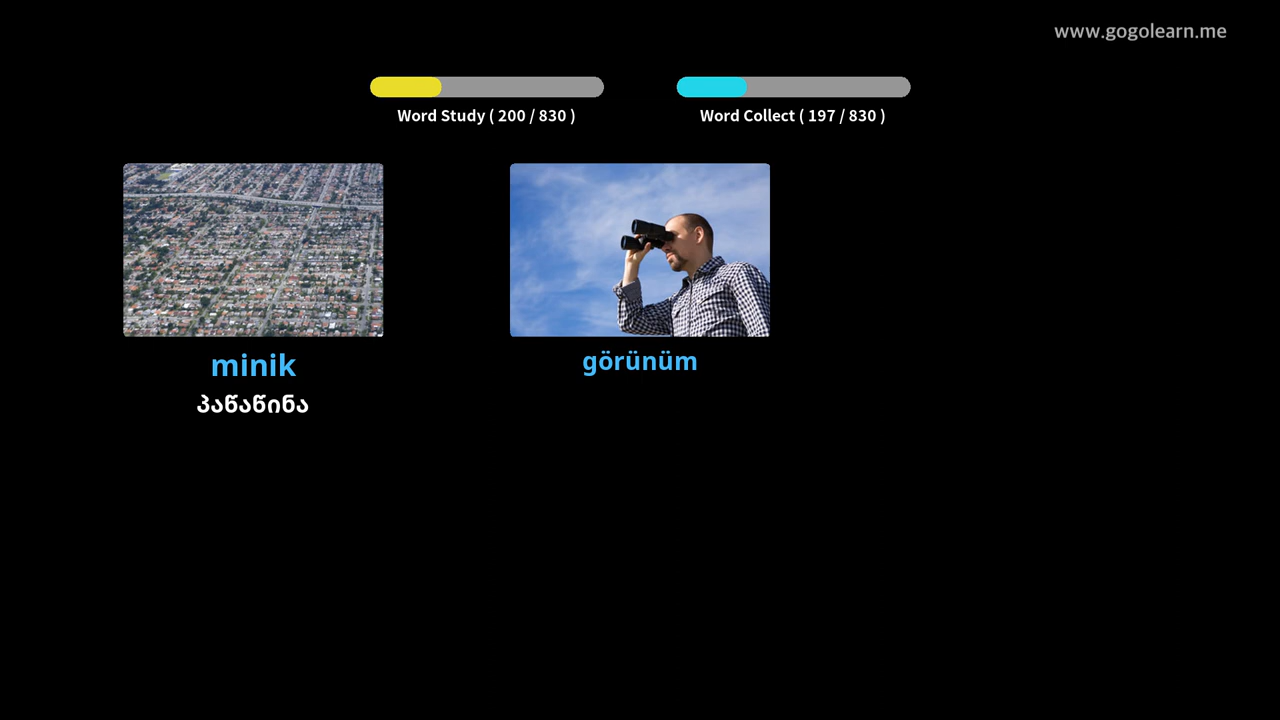 www.gogolearn.me
Word Study ( 200 / 830 )
Word Collect ( 197 / 830 )
minik
პაწაწინა
görünüm